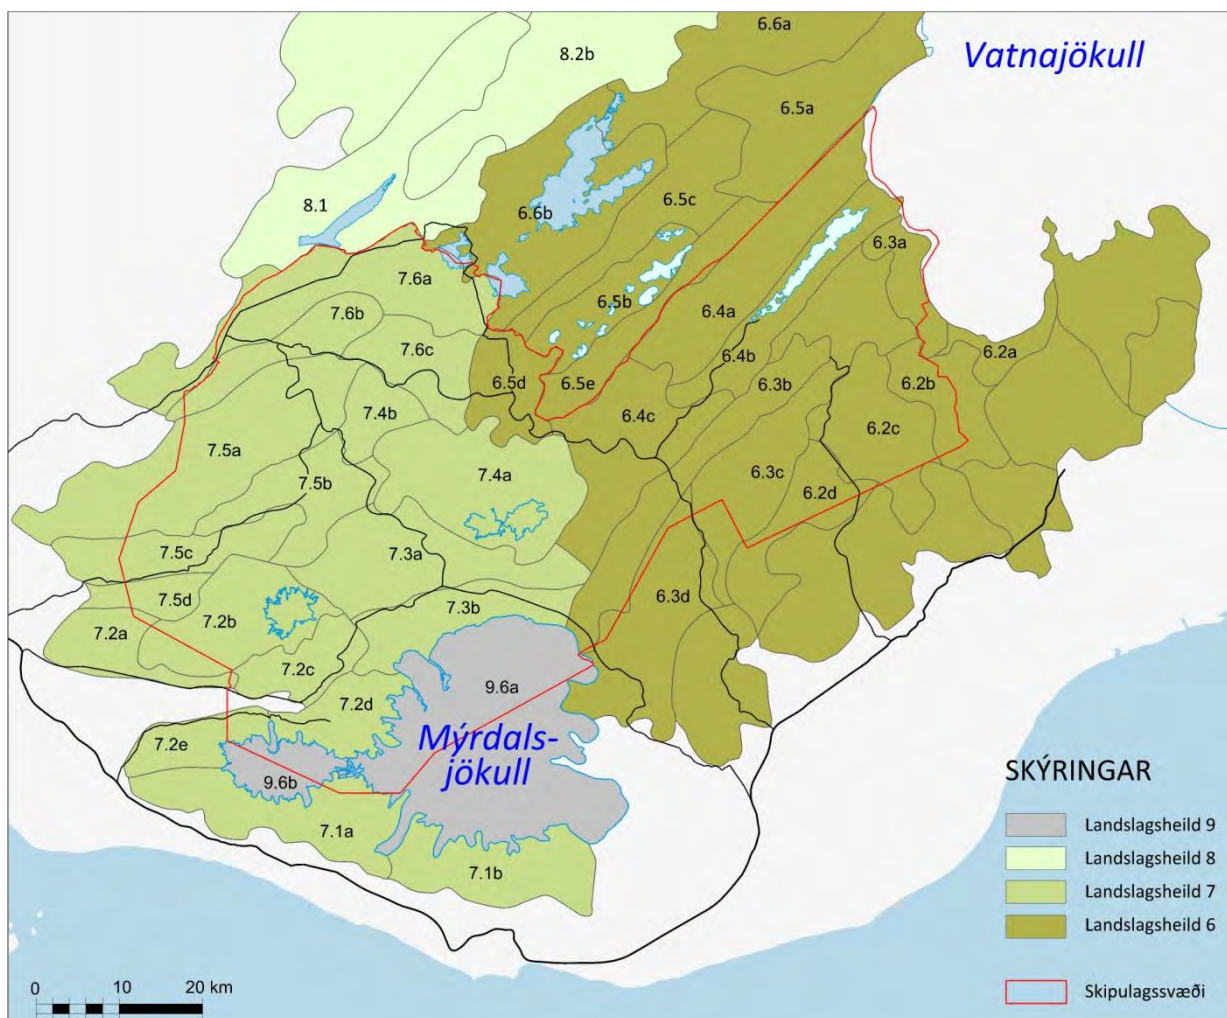 6.6a
Vatnajökull
8.2b
6.5a
8.1
6.6b
6.5c
6.3a
7.6a
6.5b
7.6b
6.4a
7.6c
6.4b
6.2a
6.5d
6.5e
6.3b
6.2b
7.4b
6.4c
6.2c
7.5a
7.5b
7.4a
6.3c
6.2d
7.5c
7.3a
7.5d
7.3b
6.3d
7.2a
7.2b
7.2c
9.6a
7.2d
7.2e
Mýrdals-
jökull
9.6b
7.1a
7.1b
SKÝRINGAR
Landslagsheild 9
Landslagsheild 8
Landslagsheild 7
Landslagsheild 6
Skipulagssvæði
0 10 20 km